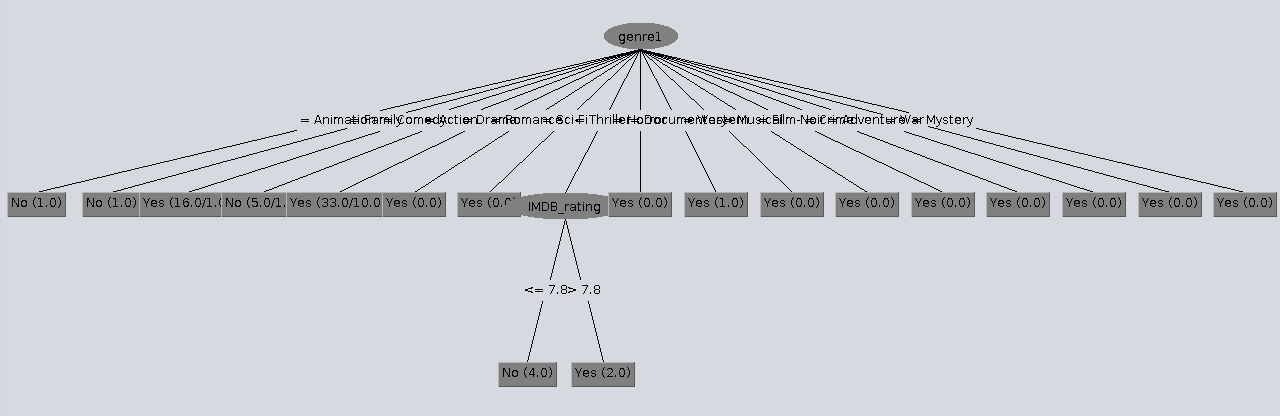 genre1
= Animation = Family = Comedy = Action = Drama = Romance = Sci-Fi = Thriller = Horror = Documentary = Western = Musical = Film-Noir = Crime = Adventure = War = Mystery
No (1.0) No (1.0) Yes (16.0/1.0 No (5.0/1. Yes (33.0/10.0 Yes (0.0) Yes (0.0 IMDB_rating Yes (0.0) Yes (1.0) Yes (0.0) Yes (0.0) Yes (0.0) Yes (0.0) Yes (0.0) Yes (0.0) Yes (0.0)
<= 7.8 > 7.8
No (4.0) Yes (2.0)